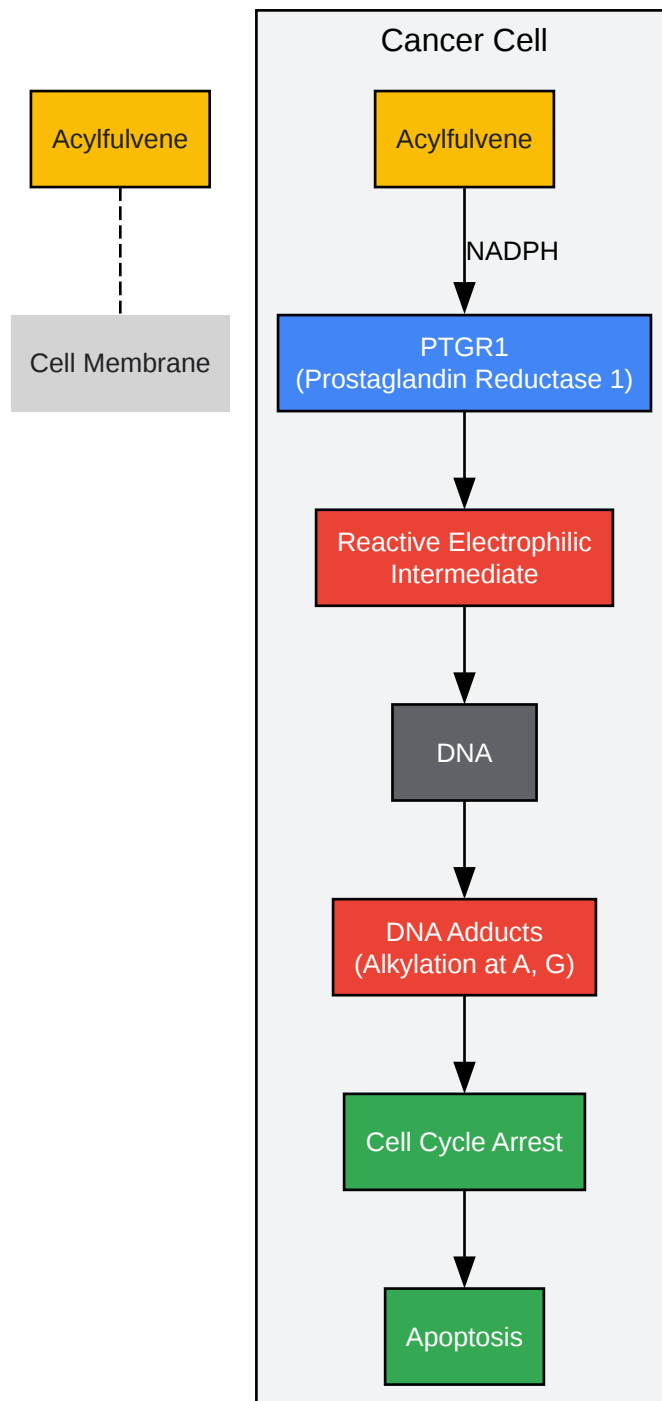 Cancer Cell
Acylfulvene
Acylfulvene
NADPH
Cell Membrane
PTGR1
(Prostaglandin Reductase 1)
Reactive Electrophilic
Intermediate
DNA
DNA Adducts
(Alkylation at A, G)
Cell Cycle Arrest
Apoptosis